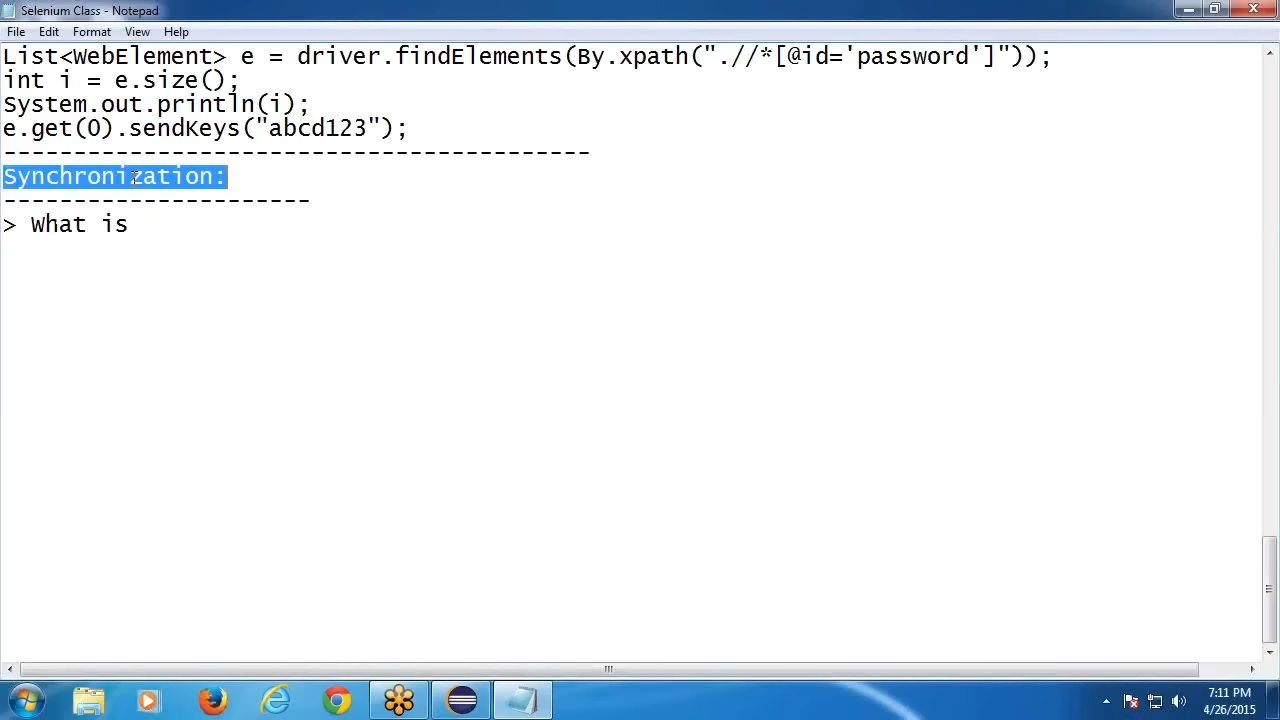 Selenium Class - Notepad
File Edit Format View Help
List<WebElement> e = driver.findElements(By.xpath(".//*[@id='password']"));
int i = e.size();
System.out.println(i);
e.get(0).sendKeys("abcd123");
------------------------------------------
Synchronization:
----------------------
> What is
7:11 PM
4/26/2015